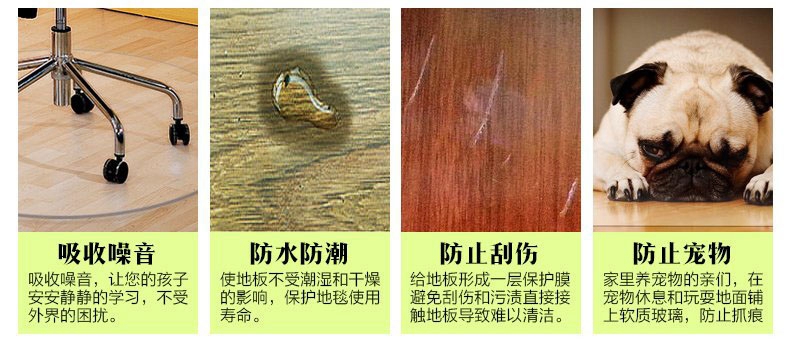 吸收噪音
吸收噪音，让您的孩子
安安静静的学习，不受
外界的困扰。
防水防潮
使地板不受潮湿和干燥
的影响，保护地毯使用
寿命。
防止刮伤
给地板形成一层保护膜
避免刮伤和污渍直接接
触地板导致难以清洁。
防止宠物
家里养宠物的亲们，在
宠物休息和玩耍地面铺
上软质玻璃，防止抓痕